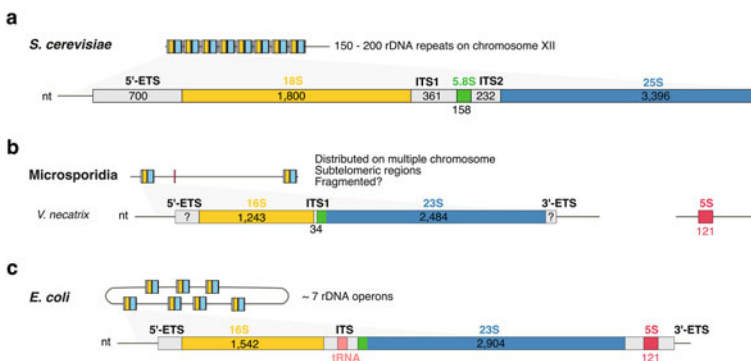 a
S. cerevisiae
150 - 200 rDNA repeats on chromosome XII
5'-ETS 18S ITS1 5.8S ITS2 25S
nt 700 1,800 361 232 3,396
158
b
Microsporidia
Distributed on multiple chromosome
Subtelomeric regions
Fragmented?
5'-ETS 16S ITS1 23S 3'-ETS 5S
V. necatrix nt ? 1,243 2,484 ?
34 121
c
E. coli
~ 7 rDNA operons
5'-ETS 16S ITS 23S 5S 3'-ETS
nt 1,542 2,904
tRNA 121